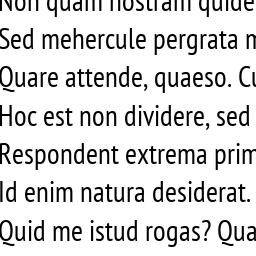 Non quam nostram quide
Sed mehercule pergrata m
Quare attende, quaeso. Cu
Hoc est non dividere, sed
Respondent extrema prim
Id enim natura desiderat.
Quid me istud rogas? Qua